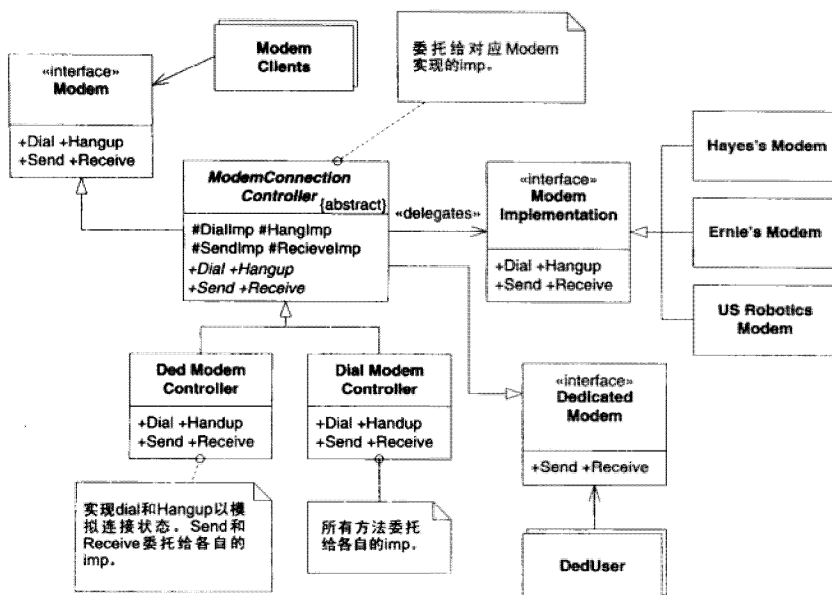 Modem
Clients
委托给对应Modem
实现的imp。
«interface»
Modem
+Dial +Hangup
+Send +Receive
ModemConnection
Controller
{abstract}
#DialImp #HangImp
#SendImp #RecieveImp
+Dial +Hangup
+Send +Receive
«delegates»
«interface»
Modem
Implementation
+Dial +Hangup
+Send +Receive
Hayes's Modem
Ernie's Modem
US Robotics
Modem
Ded Modem
Controller
+Dial +Handup
+Send +Receive
Dial Modem
Controller
+Dial +Handup
+Send +Receive
«interface»
Dedicated
Modem
+Send +Receive
实现dial和Hangup以模
拟连接状态。Send和
Receive委托给各自的
imp。
所有方法委托
给各自的imp。
DedUser